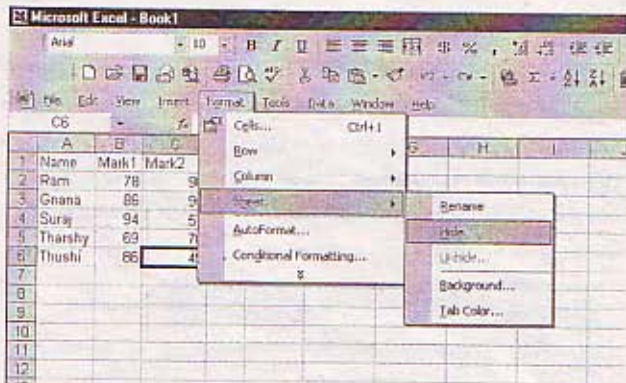 Microsoft Excel - Book1
Arial 10 B I U $ % ,
File Edit View Insert Format Tools Data Window Help
C6 fx
Cells... Ctrl+1
Row
Column
Sheet
AutoFormat...
Conditional Formatting...
Rename
Hide
Unhide...
Background...
Tab Color...
A B C G H I
1 Name Mark1 Mark2
2 Ram 78
3 Gnana 86
4 Suraj 94
5 Tharshy 69
6 Thushi 86
7
8
9
10
11
12